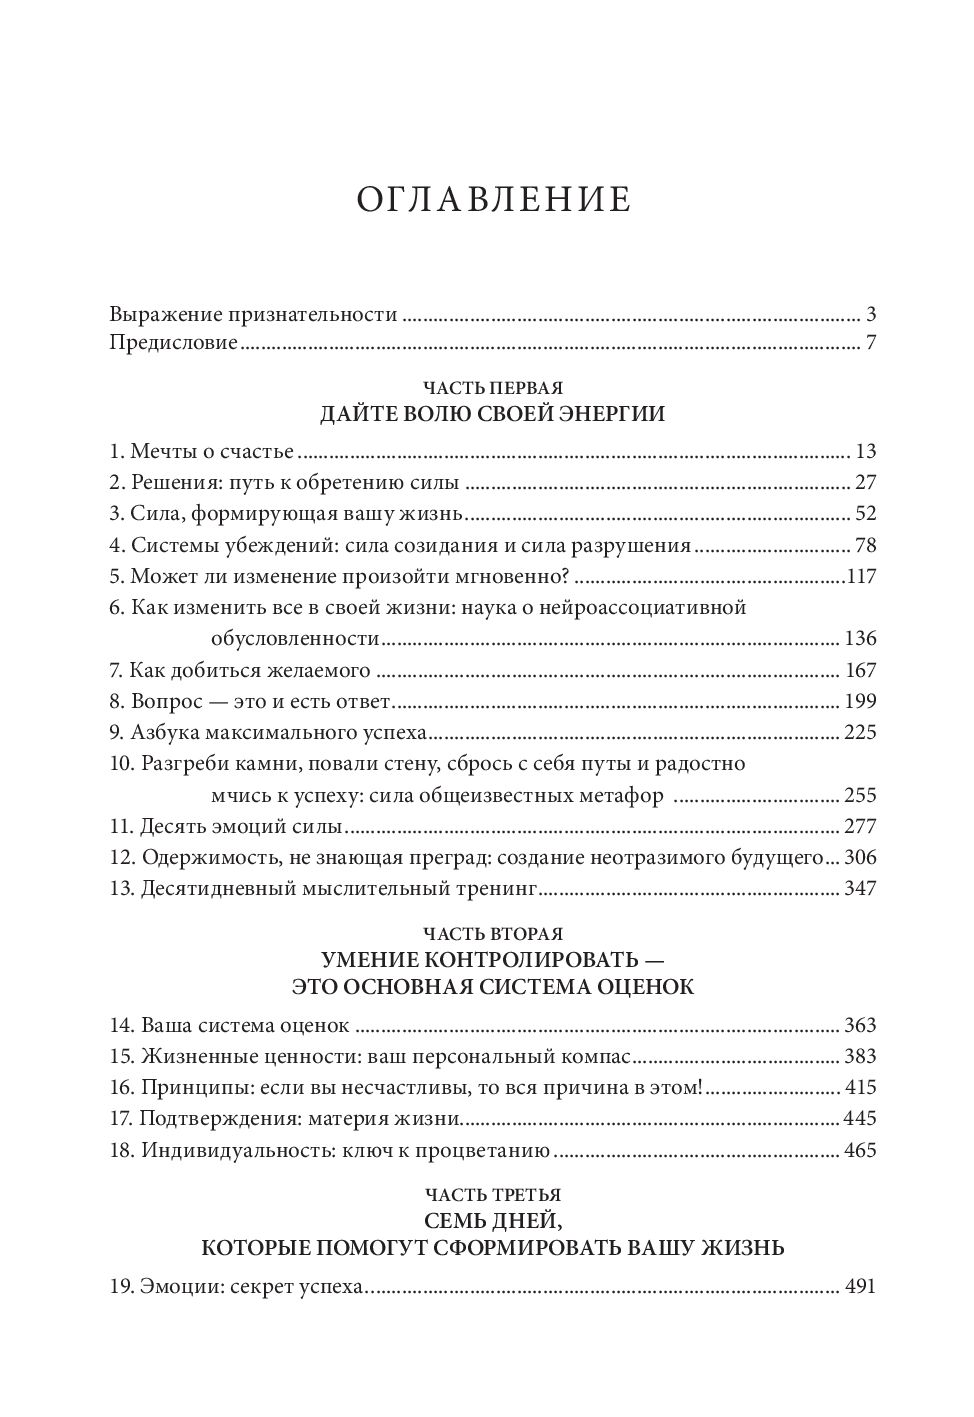 ОГЛАВЛЕНИЕ
Выражение признательности ........................................................................................ 3
Предисловие ....................................................................................................................... 7
ЧАСТЬ ПЕРВАЯ
ДАЙТЕ ВОЛЮ СВОЕЙ ЭНЕРГИИ
1. Мечты о счастье .......................................................................................................... 13
2. Решения: путь к обретению силы .......................................................................... 27
3. Сила, формирующая вашу жизнь.......................................................................... 52
4. Системы убеждений: сила созидания и сила разрушения .............................. 78
5. Может ли изменение произойти мгновенно? ....................................................117
6. Как изменить все в своей жизни: наука о нейроассоциативной
обусловленности........................................................................................ 136
7. Как добиться желаемого ......................................................................................... 167
8. Вопрос — это и есть ответ...................................................................................... 199
9. Азбука максимального успеха............................................................................... 225
10. Разгреби камни, повали стену, сбрось с себя путы и радостно
мчись к успеху: сила общеизвестных метафор ................................ 255
11. Десять эмоций силы............................................................................................... 277
12. Одержимость, не знающая преград: создание неотразимого будущего... 306
13. Десятидневный мыслительный тренинг.......................................................... 347
ЧАСТЬ ВТОРАЯ
УМЕНИЕ КОНТРОЛИРОВАТЬ —
ЭТО ОСНОВНАЯ СИСТЕМА ОЦЕНОК
14. Ваша система оценок ............................................................................................. 363
15. Жизненные ценности: ваш персональный компас........................................ 383
16. Принципы: если вы несчастливы, то вся причина в этом!.......................... 415
17. Подтверждения: материя жизни........................................................................ 445
18. Индивидуальность: ключ к процветанию ....................................................... 465
ЧАСТЬ ТРЕТЬЯ
СЕМЬ ДНЕЙ,
КОТОРЫЕ ПОМОГУТ СФОРМИРОВАТЬ ВАШУ ЖИЗНЬ
19. Эмоции: секрет успеха........................................................................................... 491